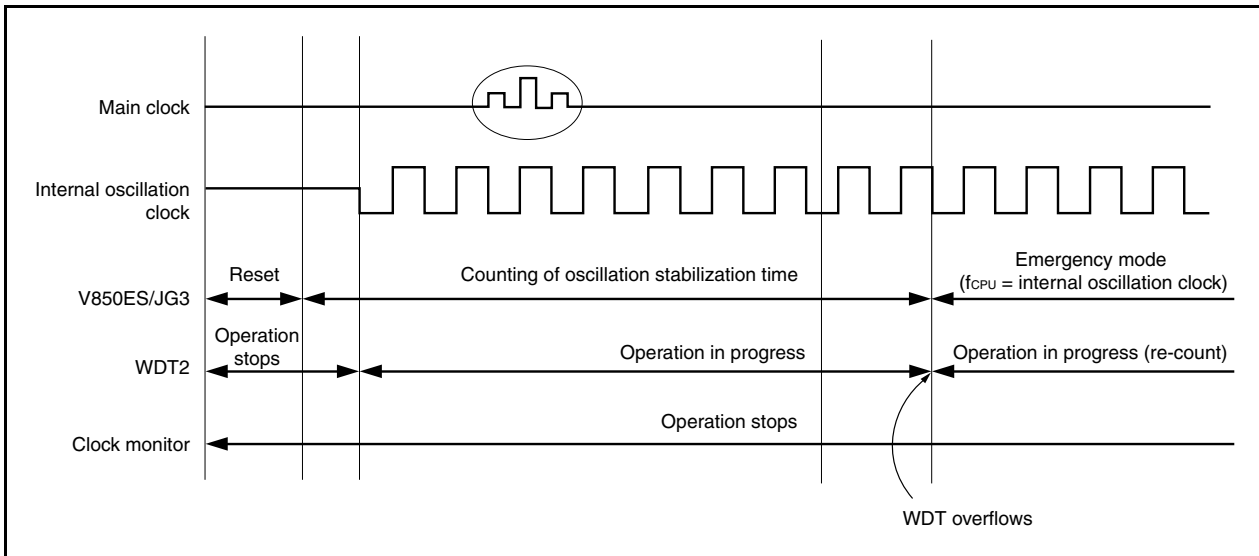 Main clock
Internal oscillation
clock
Reset
Counting of oscillation stabilization time
Emergency mode
(fCPU = internal oscillation clock)
V850ES/JG3
Operation
stops
Operation in progress
Operation in progress (re-count)
WDT2
Operation stops
Clock monitor
WDT overflows